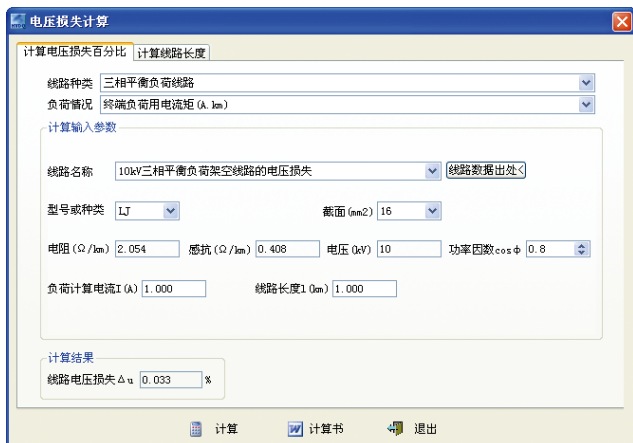 电压损失计算
计算电压损失百分比 计算线路长度
线路种类 三相平衡负荷线路
负荷情况 终端负荷用电流矩(A.km)
计算输入参数
线路名称 10kV三相平衡负荷架空线路的电压损失 线路数据出处<
型号或种类 LJ 截面(mm2) 16
电阻(Ω/km) 2.054 感抗(Ω/km) 0.408 电压(kV) 10 功率因数cosφ 0.8
负荷计算电流I(A) 1.000 线路长度l(km) 1.000
计算结果
线路电压损失Δu 0.033 %
计算 计算书 退出